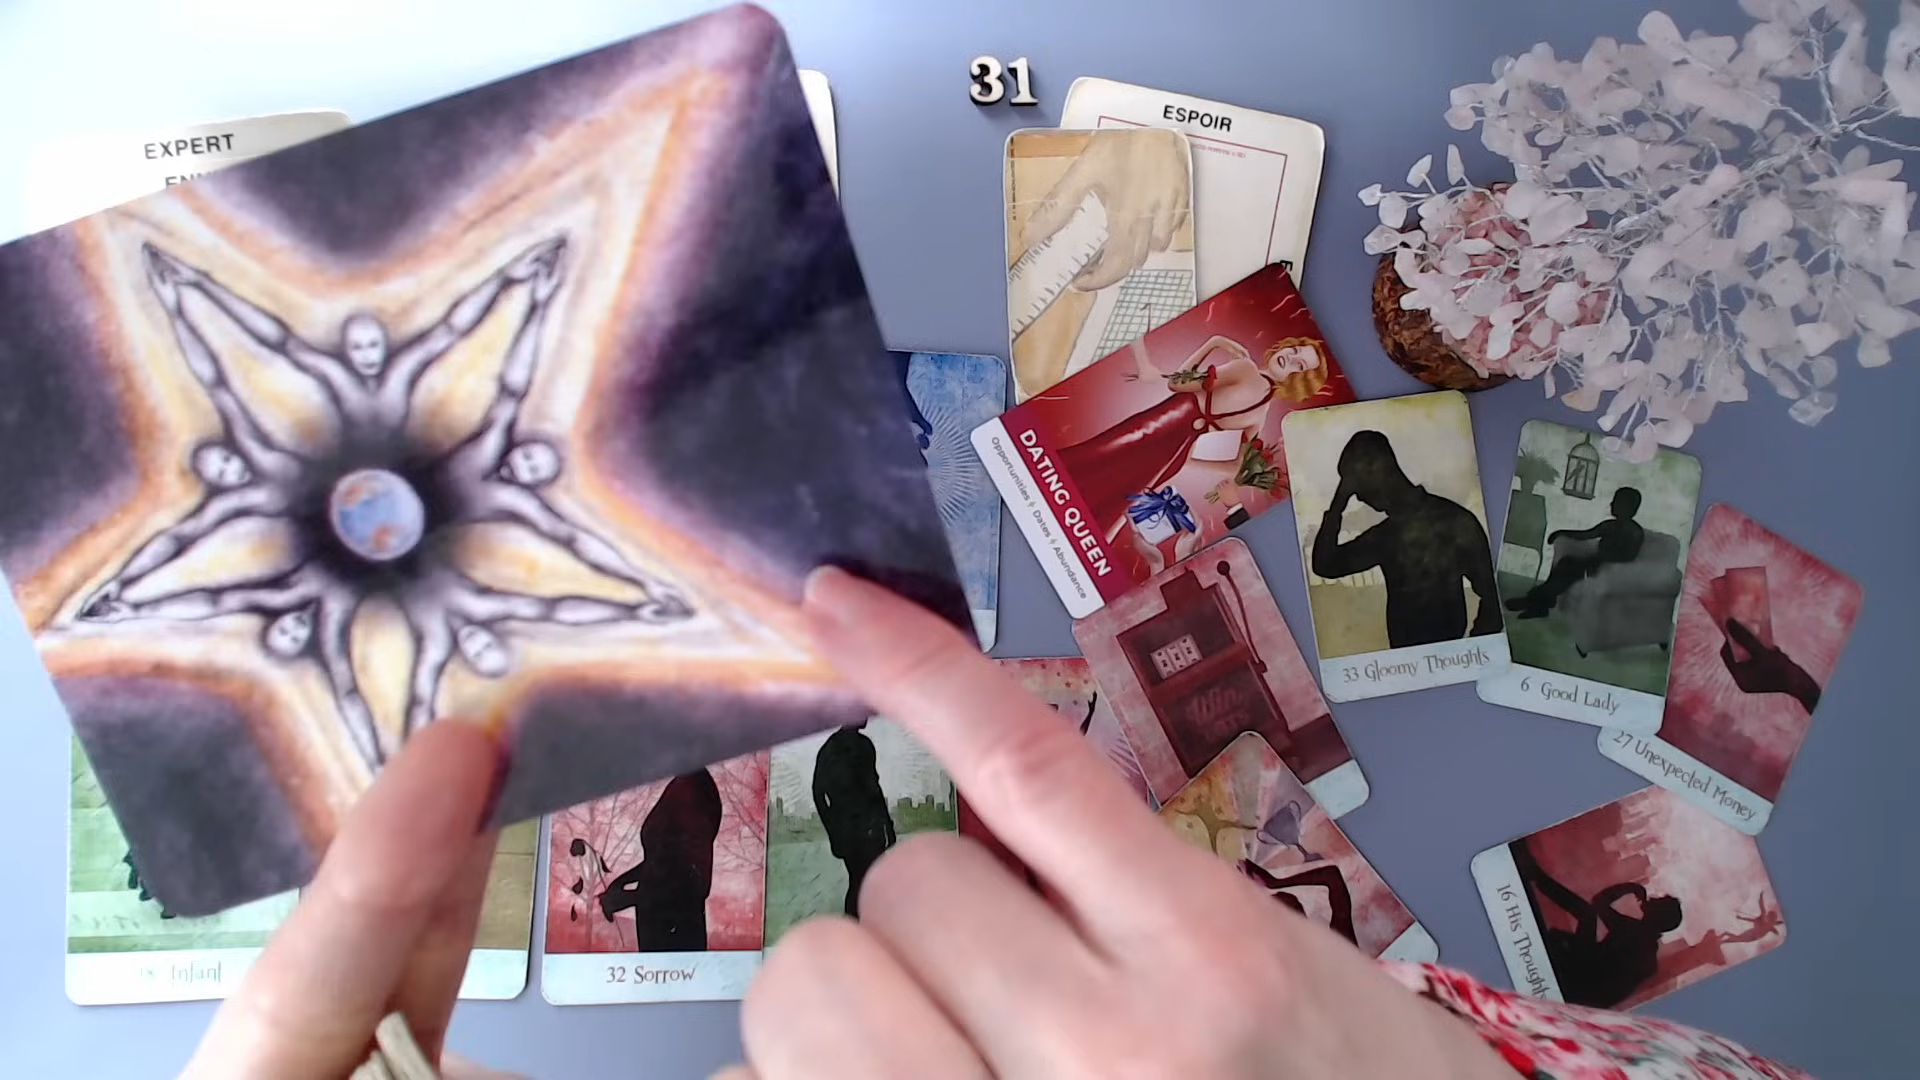 31
EXPERT
ESPOIR
DATING QUEEN
Opportunities Dates Abundance
33 Gloomy Thoughts
6 Good Lady
27 Unexpected Money
16 His Thoughts
18 Infant
32 Sorrow